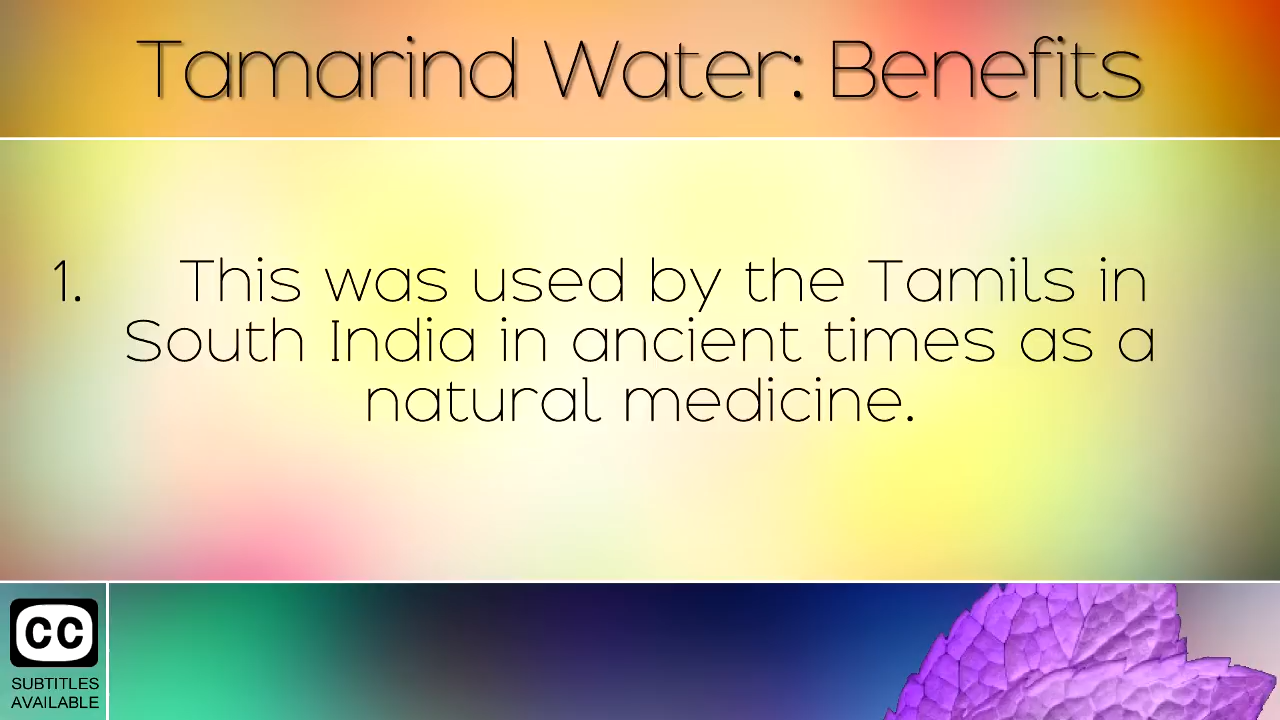 Tamarind Water: Benefits
1. This was used by the Tamils in
South India in ancient times as a
natural medicine.
CC
SUBTITLES
AVAILABLE